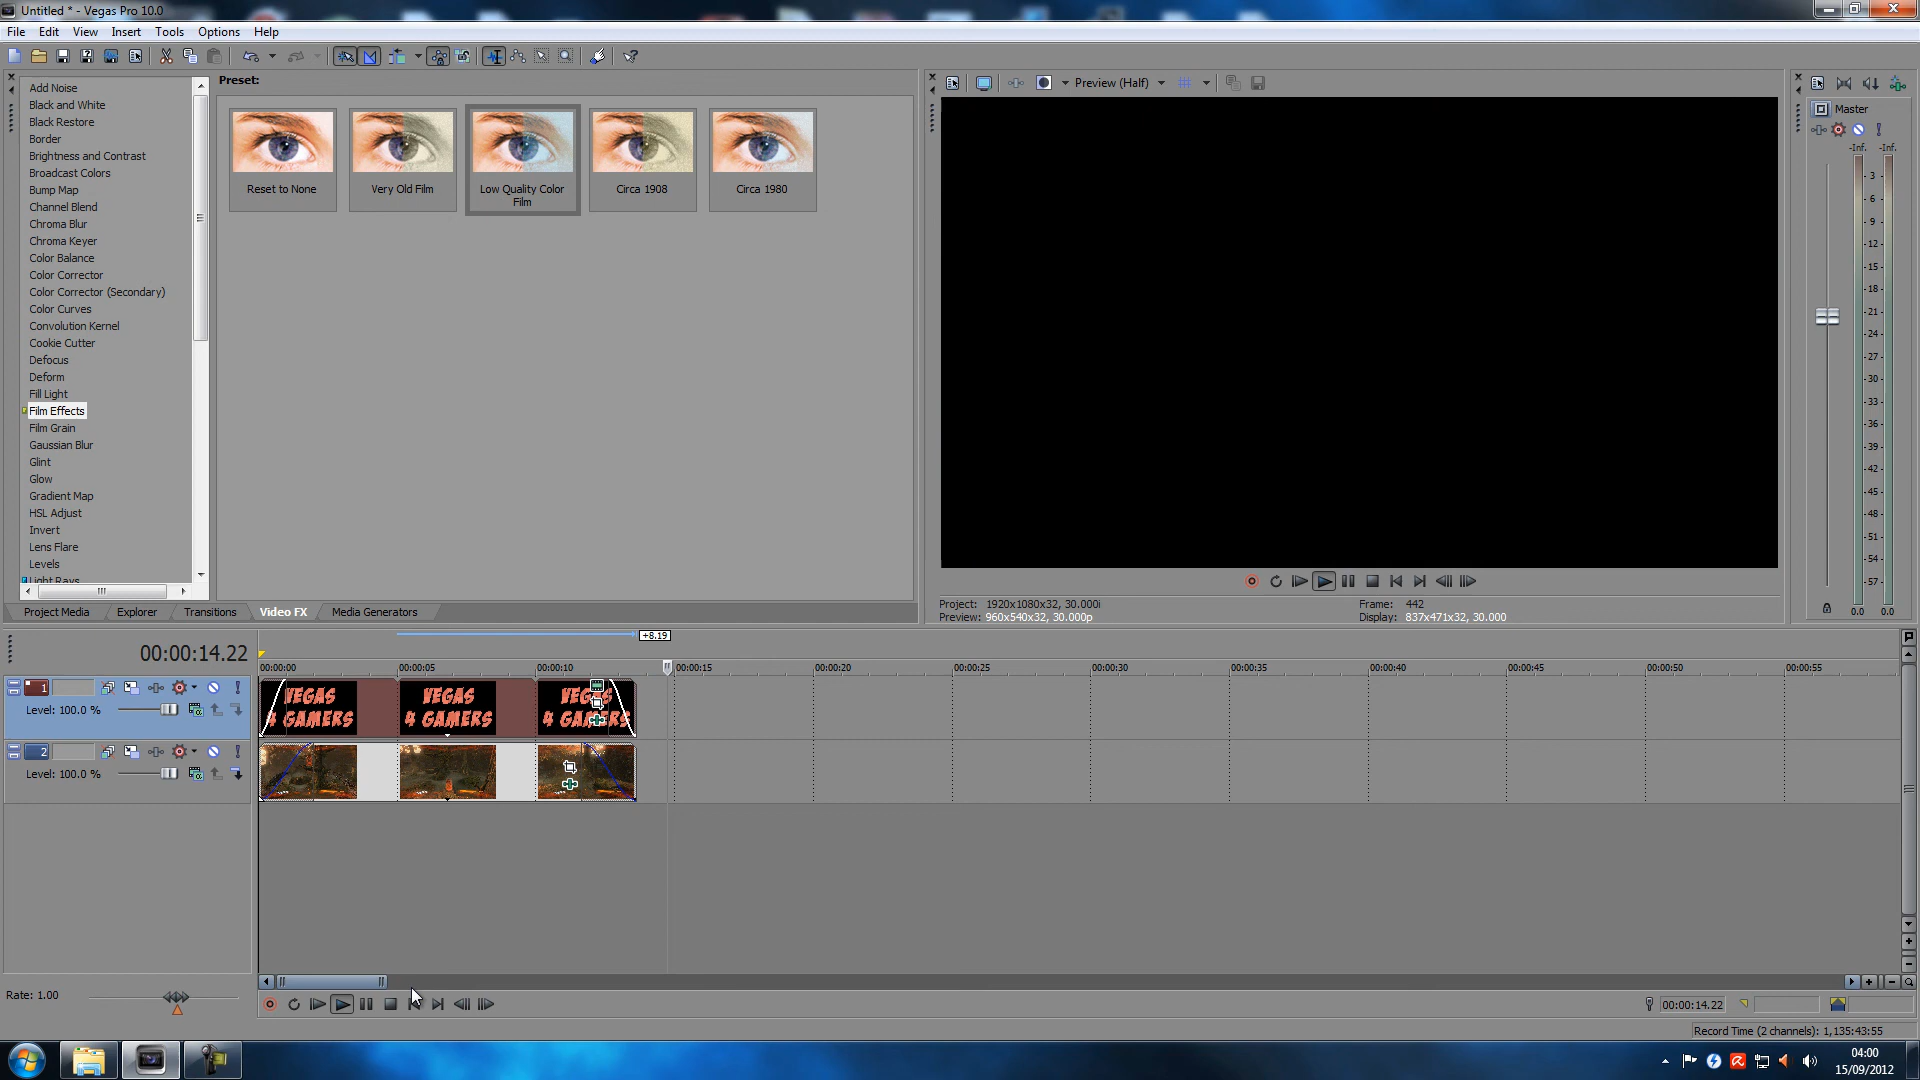 Untitled * - Vegas Pro 10.0
File Edit View Insert Tools Options Help
Add Noise
Black and White
Black Restore
Border
Brightness and Contrast
Broadcast Colors
Bump Map
Channel Blend
Chroma Blur
Chroma Keyer
Color Balance
Color Corrector
Color Corrector (Secondary)
Color Curves
Convolution Kernel
Cookie Cutter
Defocus
Deform
Fill Light
Film Effects
Film Grain
Gaussian Blur
Glint
Glow
Gradient Map
HSL Adjust
Invert
Lens Flare
Levels
Light Rays
Preset:
Reset to None
Very Old Film
Low Quality Color
Film
Circa 1908
Circa 1980
Project Media Explorer Transitions Video FX Media Generators
Preview (Half)
Project: 1920x1080x32, 30.000i
Preview: 960x540x32, 30.000p
Frame: 442
Display: 837x471x32, 30.000
Master
-Inf. -Inf.
- 3 -
- 6 -
- 9 -
- 12 -
- 15 -
- 18 -
- 21 -
- 24 -
- 27 -
- 30 -
- 33 -
- 36 -
- 39 -
- 42 -
- 45 -
- 48 -
- 51 -
- 54 -
- 57 -
0.0 0.0
00:00:14.22
+8.19
00:00:00 00:00:05 00:00:10 00:00:15 00:00:20 00:00:25 00:00:30 00:00:35 00:00:40 00:00:45 00:00:50 00:00:55
1
Level: 100.0 %
VEGAS
4 GAMERS
VEGAS
4 GAMERS
VEGAS
4 GAMERS
2
Level: 100.0 %
Rate: 1.00
00:00:14.22
Record Time (2 channels): 1,135:43:55
04:00
15/09/2012